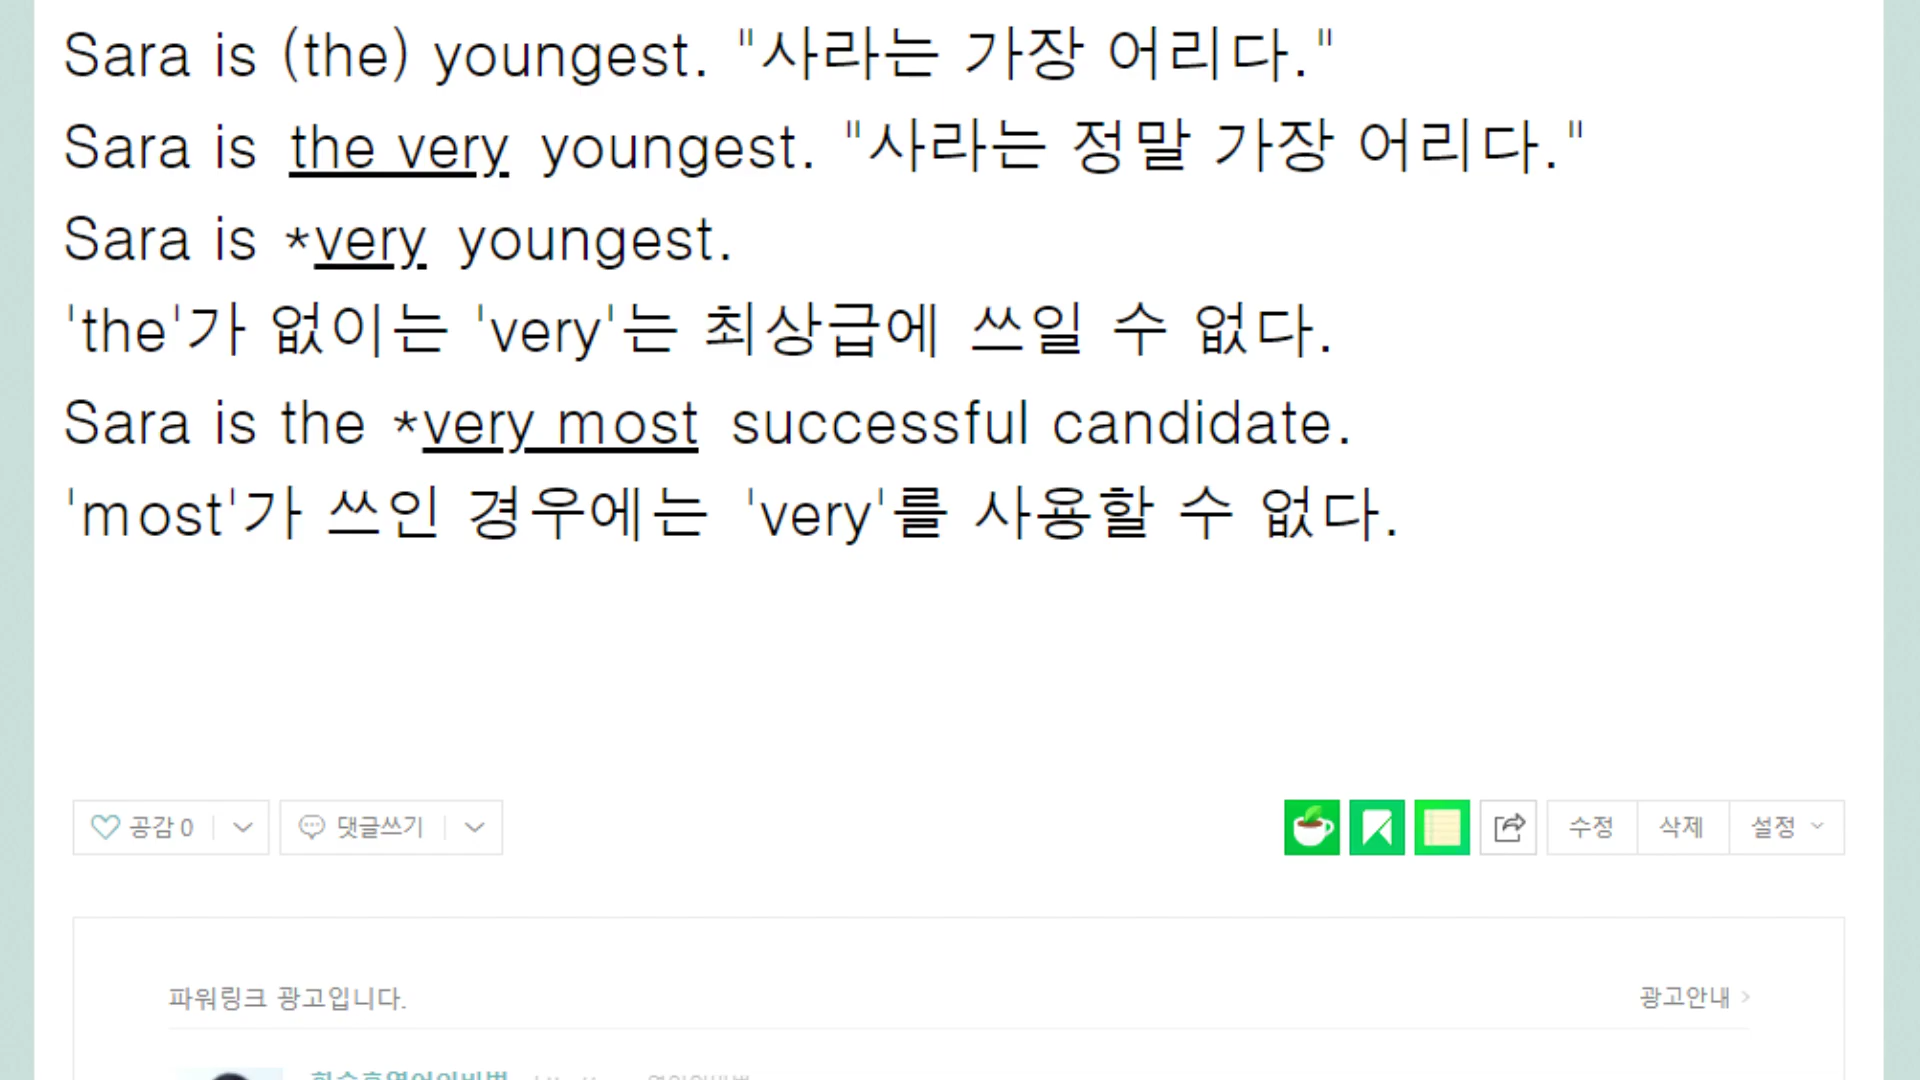 Sara is (the) youngest. "사라는 가장 어리다."
Sara is the very youngest. "사라는 정말 가장 어리다."
Sara is *very youngest.
'the'가 없이는 'very'는 최상급에 쓰일 수 없다.
Sara is the *very most successful candidate.
'most'가 쓰인 경우에는 'very'를 사용할 수 없다.
공감 0 댓글쓰기 수정 삭제 설정
파워링크 광고입니다. 광고안내